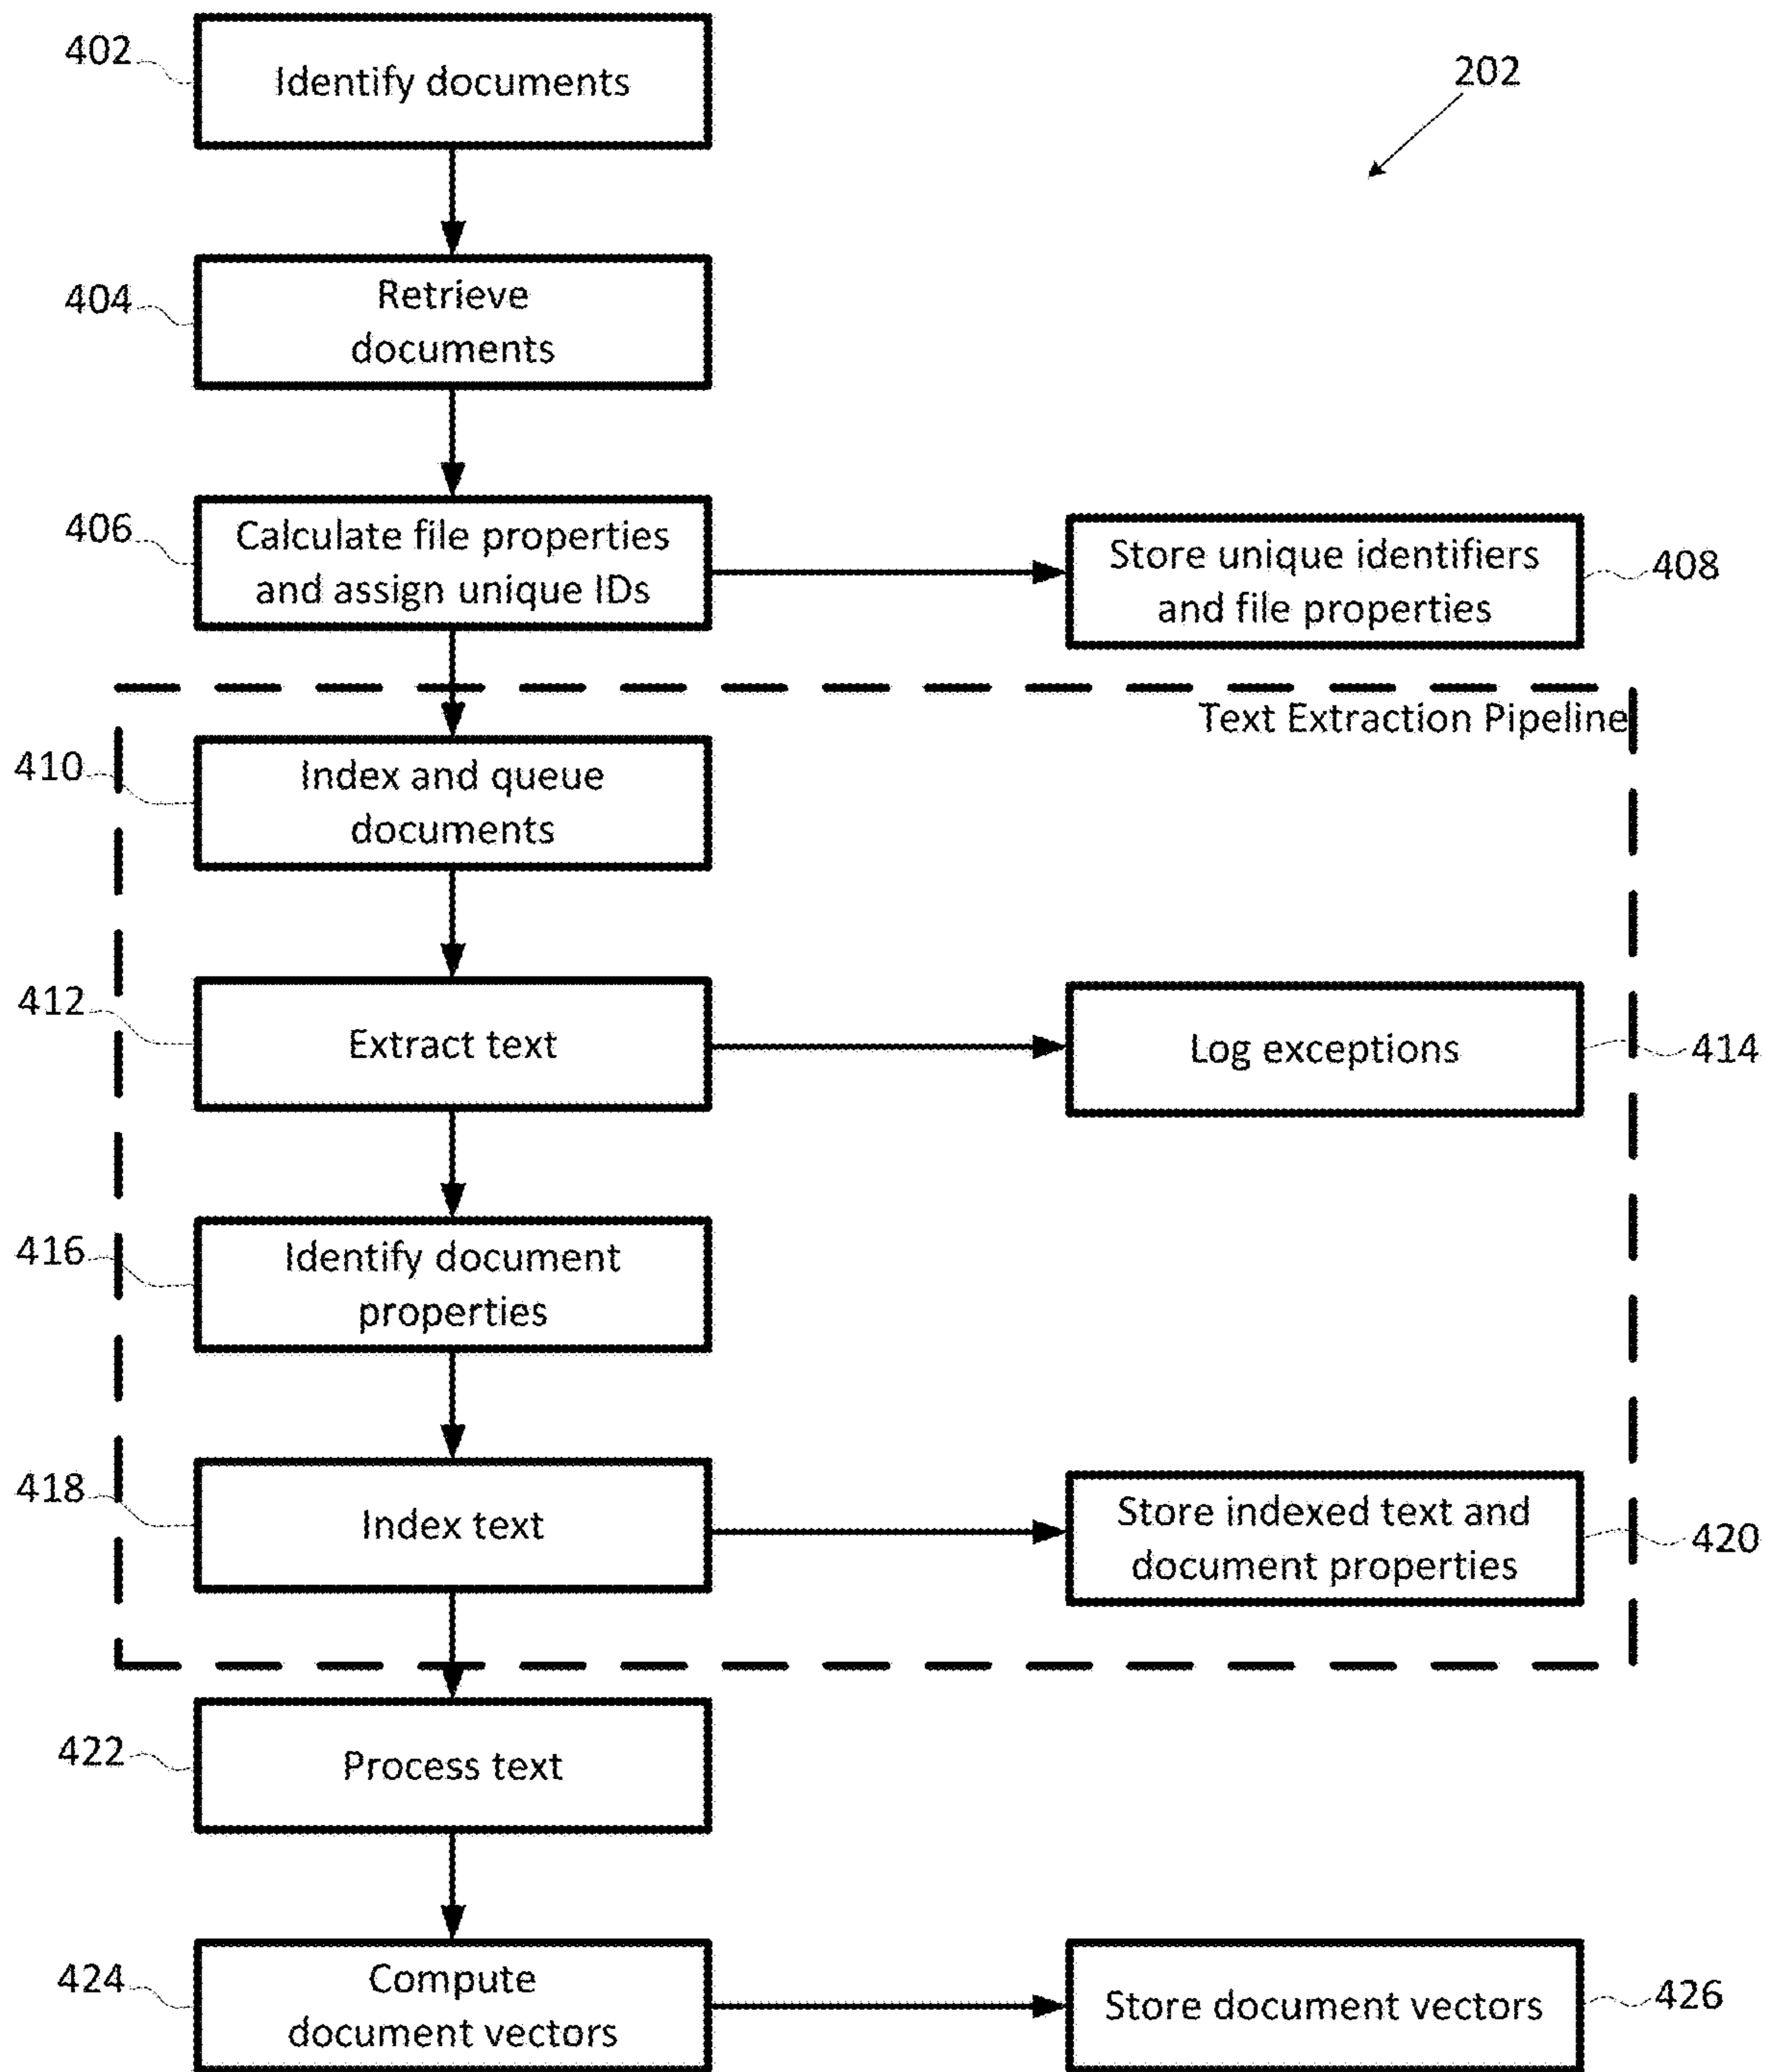 402
Identify documents
202
404
Retrieve
documents
406
Calculate file properties
and assign unique IDs
Store unique identifiers
and file properties
408
Text Extraction Pipeline
410
Index and queue
documents
412
Extract text
Log exceptions
414
416
Identify document
properties
418
Index text
Store indexed text and
document properties
420
422
Process text
424
Compute
document vectors
Store document vectors
426